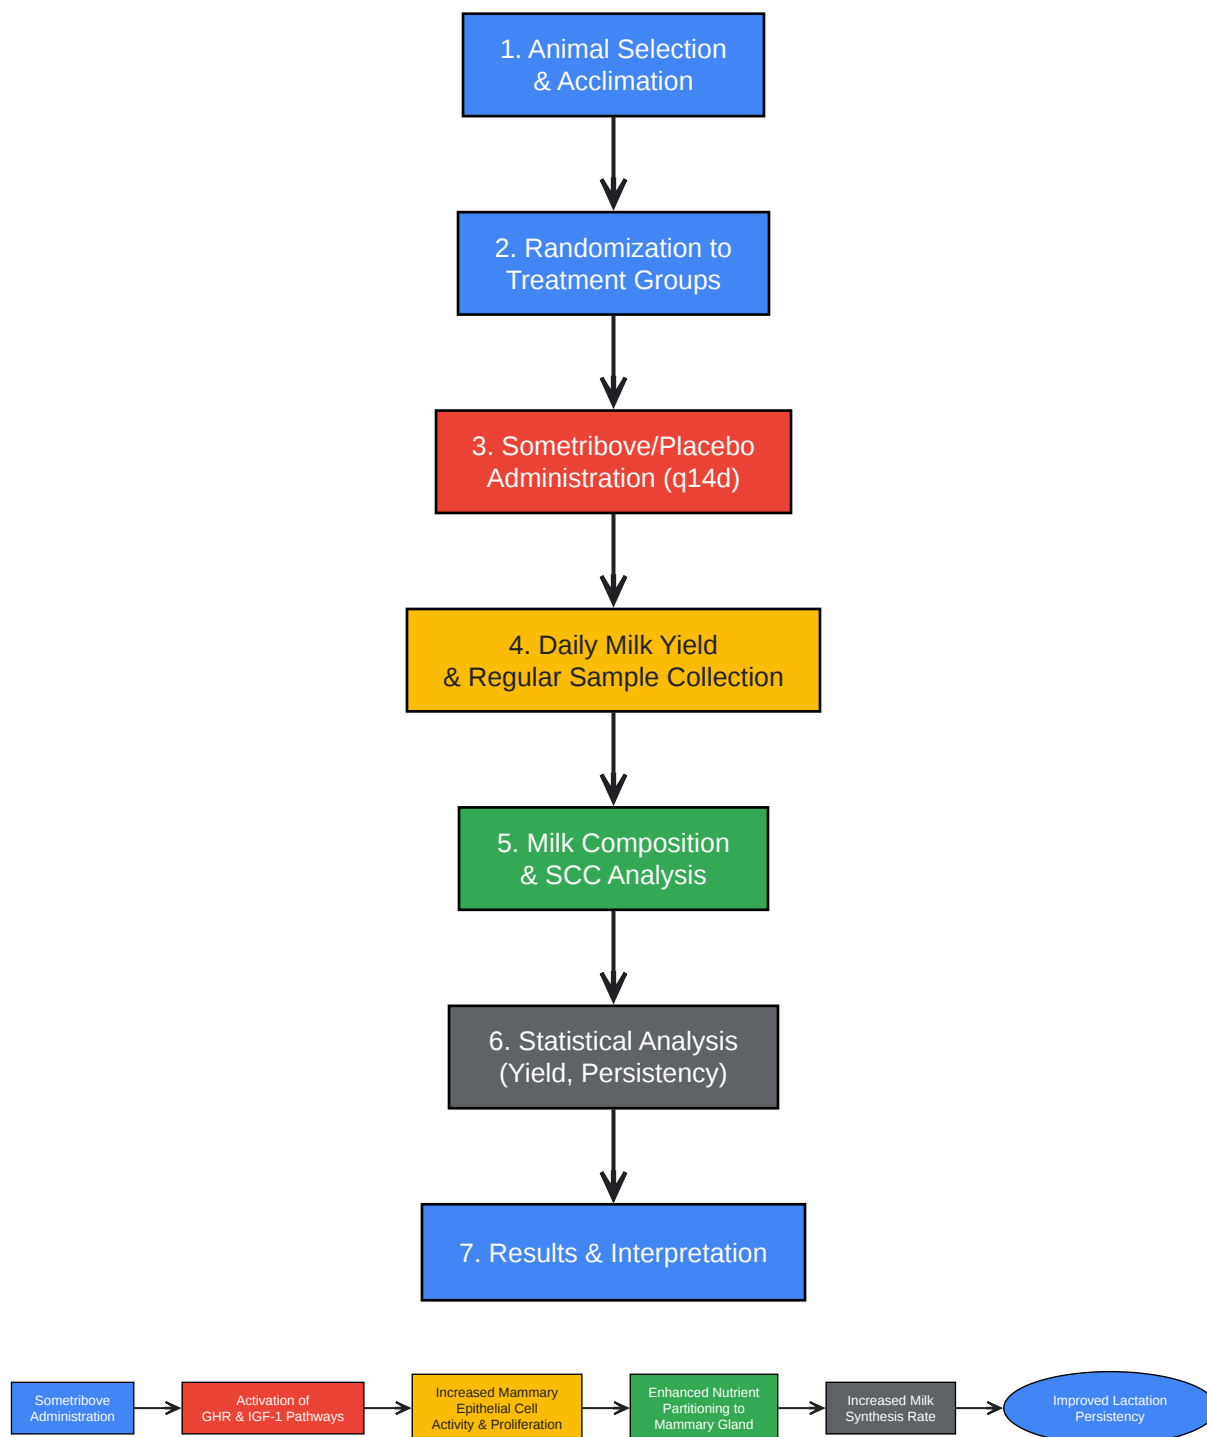 1. Animal Selection
& Acclimation
2. Randomization to
Treatment Groups
3. Sometribove/Placebo
Administration (q14d)
4. Daily Milk Yield
& Regular Sample Collection
5. Milk Composition
& SCC Analysis
6. Statistical Analysis
(Yield, Persistency)
7. Results & Interpretation
Sometribove
Administration
Activation of
GHR & IGF-1 Pathways
Increased Mammary
Epithelial Cell
Activity & Proliferation
Enhanced Nutrient
Partitioning to
Mammary Gland
Increased Milk
Synthesis Rate
Improved Lactation
Persistency